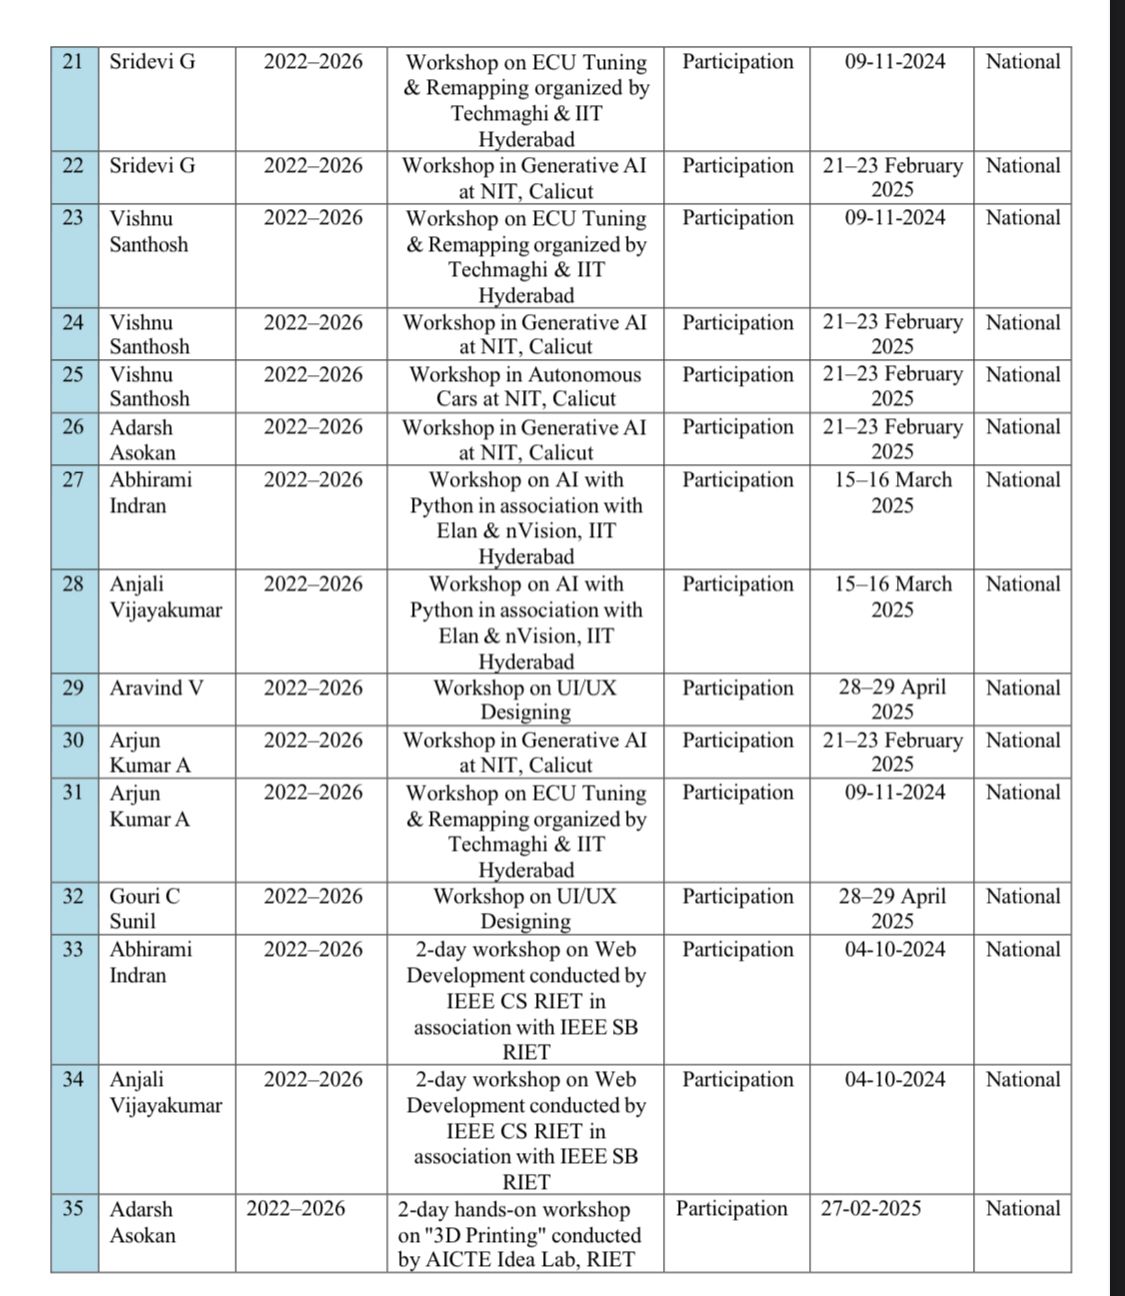 21 Sridevi G 2022–2026 Workshop on ECU Tuning Participation 09-11-2024 National
& Remapping organized by
Techmaghi & IIT
Hyderabad
22 Sridevi G 2022–2026 Workshop in Generative AI Participation 21–23 February National
at NIT, Calicut 2025
23 Vishnu 2022–2026 Workshop on ECU Tuning Participation 09-11-2024 National
Santhosh & Remapping organized by
Techmaghi & IIT
Hyderabad
24 Vishnu 2022–2026 Workshop in Generative AI Participation 21–23 February National
Santhosh at NIT, Calicut 2025
25 Vishnu 2022–2026 Workshop in Autonomous Participation 21–23 February National
Santhosh Cars at NIT, Calicut 2025
26 Adarsh 2022–2026 Workshop in Generative AI Participation 21–23 February National
Asokan at NIT, Calicut 2025
27 Abhirami 2022–2026 Workshop on AI with Participation 15–16 March National
Indran Python in association with 2025
Elan & nVision, IIT
Hyderabad
28 Anjali 2022–2026 Workshop on AI with Participation 15–16 March National
Vijayakumar Python in association with 2025
Elan & nVision, IIT
Hyderabad
29 Aravind V 2022–2026 Workshop on UI/UX Participation 28–29 April National
Designing 2025
30 Arjun 2022–2026 Workshop in Generative AI Participation 21–23 February National
Kumar A at NIT, Calicut 2025
31 Arjun 2022–2026 Workshop on ECU Tuning Participation 09-11-2024 National
Kumar A & Remapping organized by
Techmaghi & IIT
Hyderabad
32 Gouri C 2022–2026 Workshop on UI/UX Participation 28–29 April National
Sunil Designing 2025
33 Abhirami 2022–2026 2-day workshop on Web Participation 04-10-2024 National
Indran Development conducted by
IEEE CS RIET in
association with IEEE SB
RIET
34 Anjali 2022–2026 2-day workshop on Web Participation 04-10-2024 National
Vijayakumar Development conducted by
IEEE CS RIET in
association with IEEE SB
RIET
35 Adarsh 2022–2026 2-day hands-on workshop Participation 27-02-2025 National
Asokan on "3D Printing" conducted
by AICTE Idea Lab, RIET